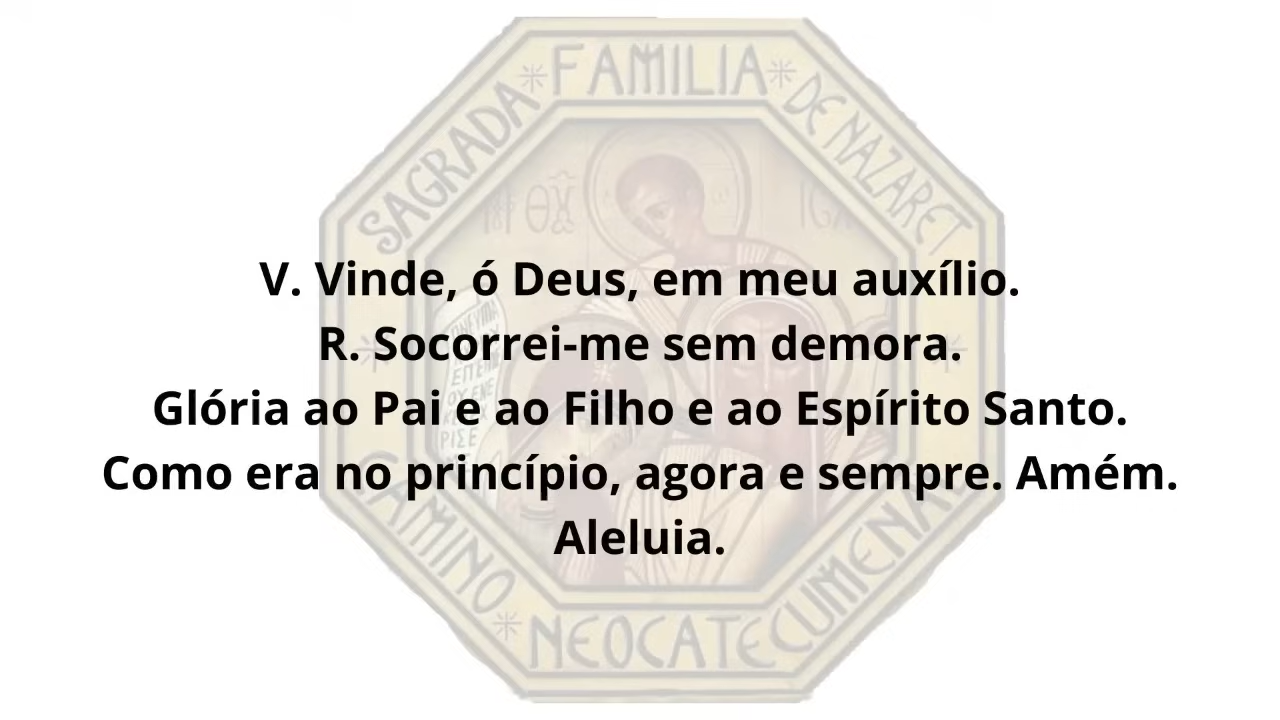 V. Vinde, ó Deus, em meu auxílio.
R. Socorrei-me sem demora.
Glória ao Pai e ao Filho e ao Espírito Santo.
Como era no princípio, agora e sempre. Amém.
Aleluia.
SAGRADA * FAMILIA * DE NAZARET
CAMINO * NEOCATECUMENAL